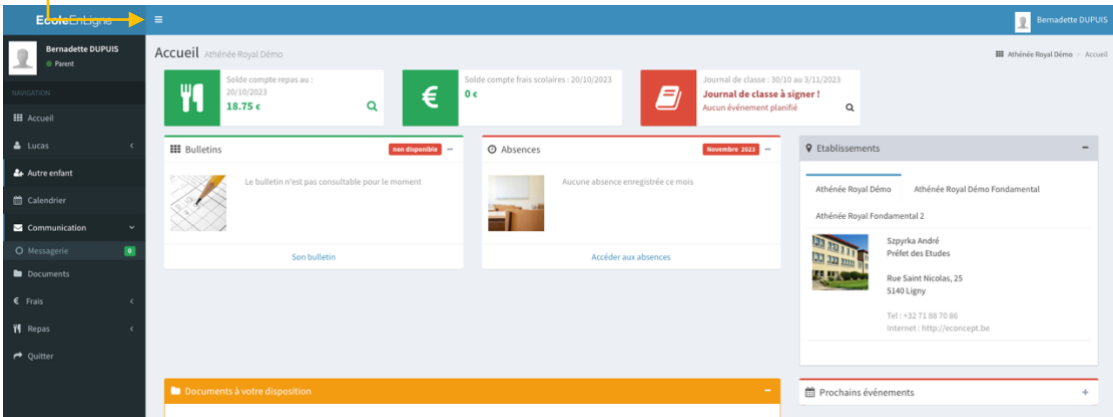 EcoleEnLigne
Bernadette DUPUIS
Bernadette DUPUIS
Parent
NAVIGATION
Accueil
Lucas
Autre enfant
Calendrier
Communication
Messagerie 0
Documents
€ Frais
Repas
Quitter
Accueil Athénée Royal Démo
Athénée Royal Démo Accueil
Solde compte repas au :
20/10/2023
18.75 €
€
Solde compte frais scolaires : 20/10/2023
0 €
Journal de classe : 30/10 au 3/11/2023
Journal de classe à signer !
Aucun événement planifié
Bulletins non disponible
Le bulletin n'est pas consultable pour le moment
Son bulletin
Absences Novembre 2023
Aucune absence enregistrée ce mois
Accéder aux absences
Etablissements
Athénée Royal Démo Athénée Royal Démo Fondamental
Athénée Royal Fondamental 2
Szpyrka André
Préfet des Etudes
Rue Saint Nicolas, 25
5140 Ligny
Tel : +32 71 88 70 86
Internet : http://econcept.be
Documents à votre disposition
Prochains événements